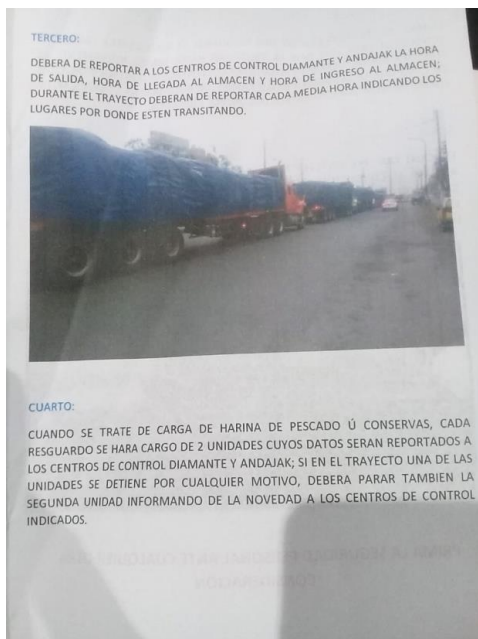 TERCERO:
DEBERA DE REPORTAR A LOS CENTROS DE CONTROL DIAMANTE Y ANDAJAK LA HORA
DE SALIDA, HORA DE LLEGADA AL ALMACEN Y HORA DE INGRESO AL ALMACEN;
DURANTE EL TRAYECTO DEBERAN DE REPORTAR CADA MEDIA HORA INDICANDO LOS
LUGARES POR DONDE ESTEN TRANSITANDO.
CUARTO:
CUANDO SE TRATE DE CARGA DE HARINA DE PESCADO Ú CONSERVAS, CADA
RESGUARDO SE HARA CARGO DE 2 UNIDADES CUYOS DATOS SERAN REPORTADOS A
LOS CENTROS DE CONTROL DIAMANTE Y ANDAJAK; SI EN EL TRAYECTO UNA DE LAS
UNIDADES SE DETIENE POR CUALQUIER MOTIVO, DEBERA PARAR TAMBIEN LA
SEGUNDA UNIDAD INFORMANDO DE LA NOVEDAD A LOS CENTROS DE CONTROL
INDICADOS.